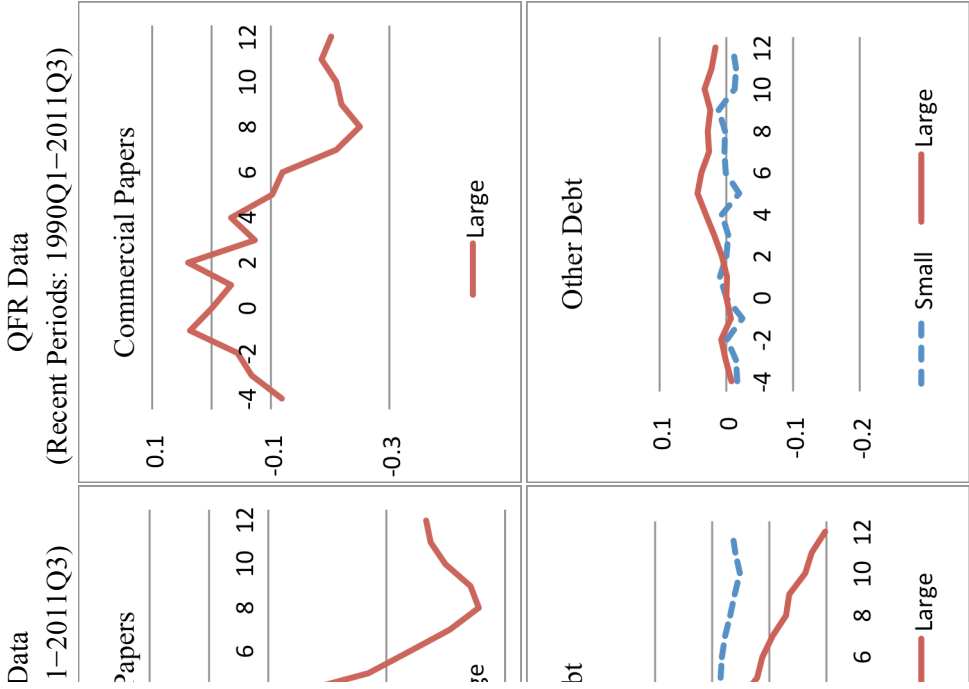 Data
1−2011Q3)
Papers
6 8 10 12
ge
bt
6 8 10 12
Large
QFR Data
(Recent Periods: 1990Q1−2011Q3)
Commercial Papers
0.1
-4 -2 0 2 4 6 8 10 12
-0.1
-0.3
Large
Other Debt
0.1
0
-4 -2 0 2 4 6 8 10 12
-0.1
-0.2
Small Large